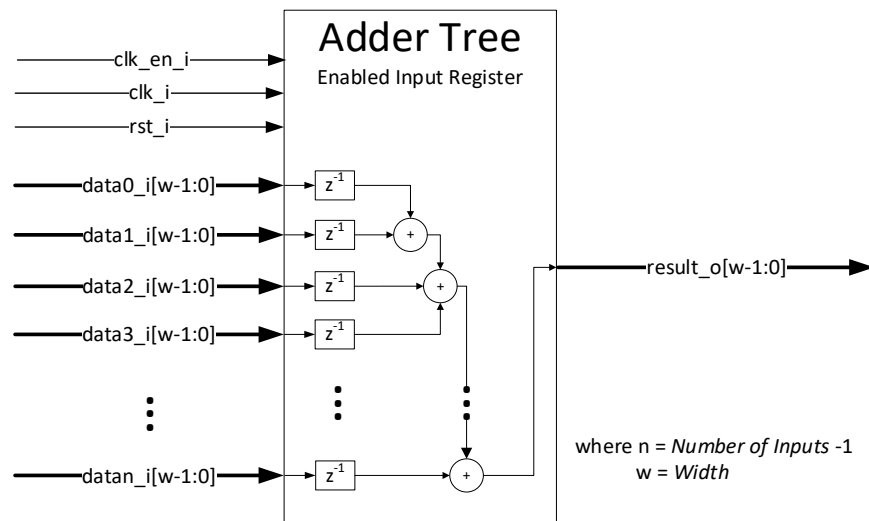 Adder Tree
Enabled Input Register
clk_en_i
clk_i
rst_i
data0_i[w-1:0]
z-1
data1_i[w-1:0]
z-1
+
result_o[w-1:0]
data2_i[w-1:0]
z-1
+
data3_i[w-1:0]
z-1
where n = Number of Inputs -1
w = Width
datan_i[w-1:0]
z-1
+